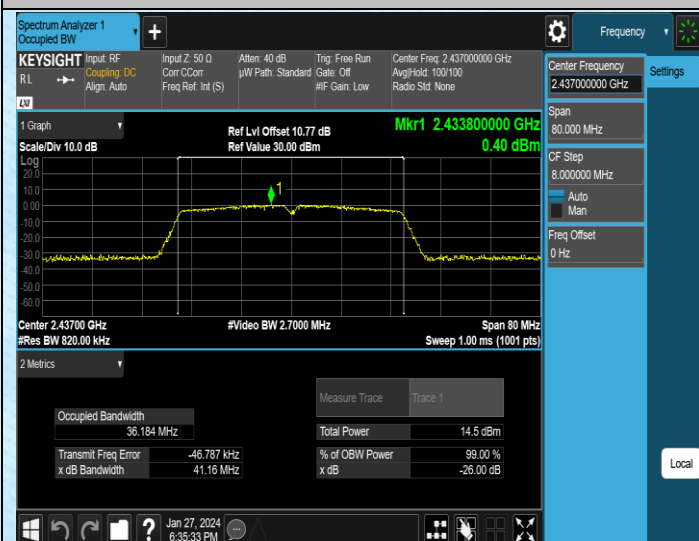 Spectrum Analyzer 1
Occupied BW
+
Frequency
KEYSIGHT
RL
LXI
Input: RF
Coupling: DC
Align: Auto
Input Z: 50 Ω
Corr CCorr
Freq Ref: Int (S)
Atten: 40 dB
µW Path: Standard
Trig: Free Run
Gate: Off
#IF Gain: Low
Center Freq: 2.437000000 GHz
Avg|Hold: 100/100
Radio Std: None
Center Frequency
2.437000000 GHz
Settings
Span
80.000 MHz
CF Step
8.000000 MHz
Auto
Man
Freq Offset
0 Hz
1 Graph
Scale/Div 10.0 dB
Ref Lvl Offset 10.77 dB
Ref Value 30.00 dBm
Mkr1 2.433800000 GHz
0.40 dBm
Log
20.0
10.0
0.00
-10.0
-20.0
-30.0
-40.0
-50.0
-60.0
1
Center 2.43700 GHz
#Res BW 820.00 kHz
#Video BW 2.7000 MHz
Span 80 MHz
Sweep 1.00 ms (1001 pts)
2 Metrics
Measure Trace
Trace 1
Occupied Bandwidth
36.184 MHz
Total Power
14.5 dBm
Transmit Freq Error
-46.787 kHz
% of OBW Power
99.00 %
x dB Bandwidth
41.16 MHz
x dB
-26.00 dB
Local
?
Jan 27, 2024
6:35:33 PM